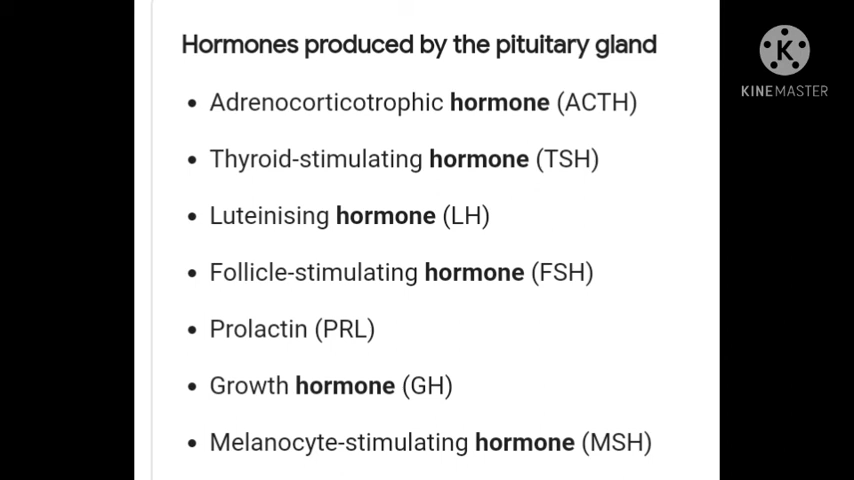 Hormones produced by the pituitary gland
K
KINEMASTER
• Adrenocorticotrophic hormone (ACTH)
• Thyroid-stimulating hormone (TSH)
• Luteinising hormone (LH)
• Follicle-stimulating hormone (FSH)
• Prolactin (PRL)
• Growth hormone (GH)
• Melanocyte-stimulating hormone (MSH)